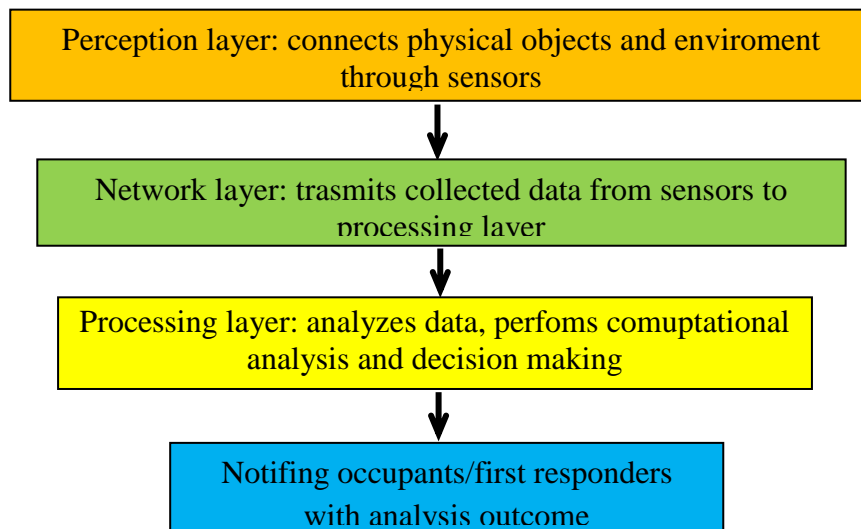 Perception layer: connects physical objects and enviroment
through sensors
Network layer: trasmits collected data from sensors to
processing layer
Processing layer: analyzes data, perfoms comuptational
analysis and decision making
Notifing occupants/first responders
with analysis outcome